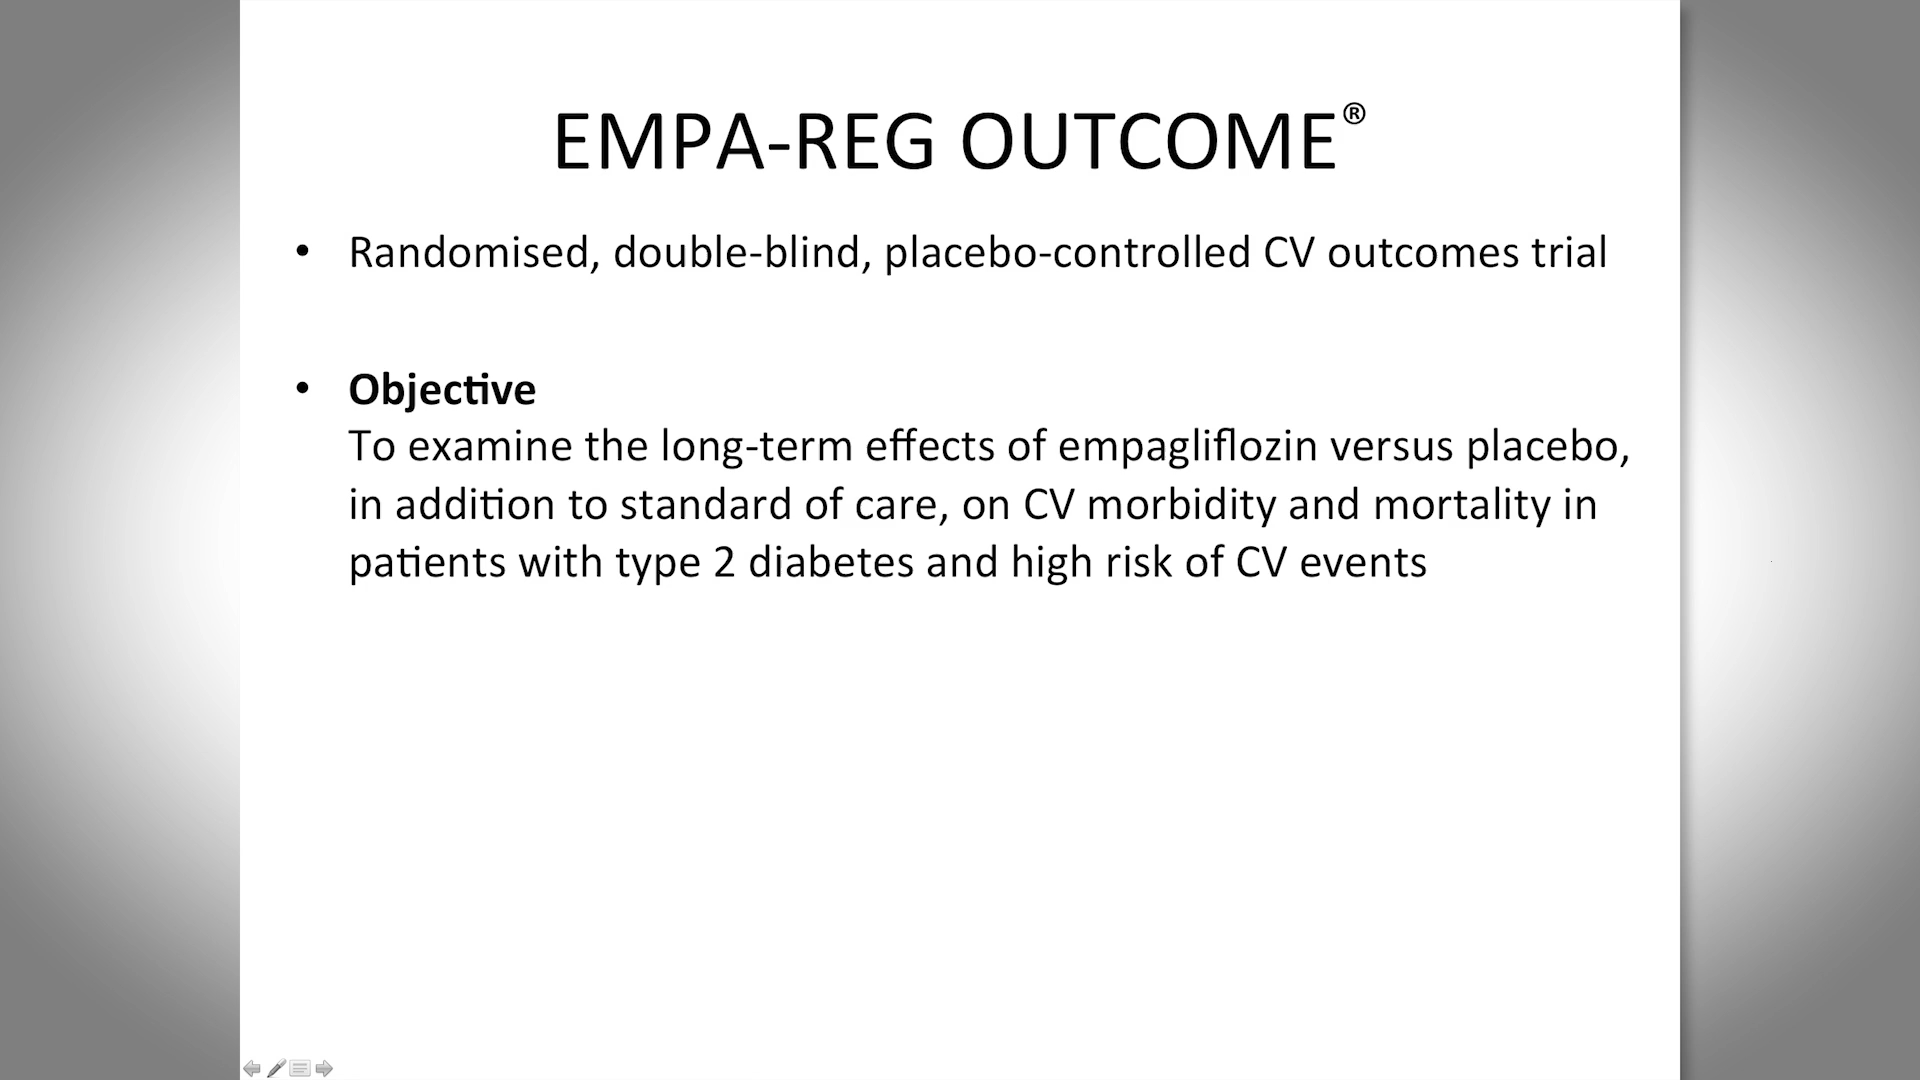 EMPA-REG OUTCOME®
• Randomised, double-blind, placebo-controlled CV outcomes trial
• Objective
To examine the long-term effects of empagliflozin versus placebo,
in addition to standard of care, on CV morbidity and mortality in
patients with type 2 diabetes and high risk of CV events